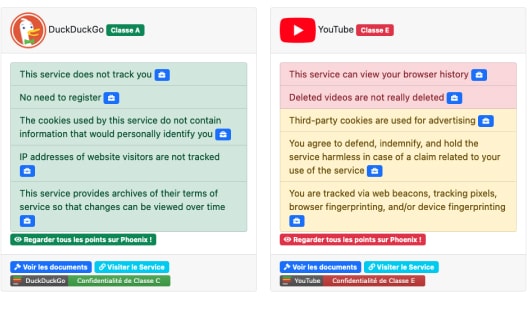 DuckDuckGo Classe A
This service does not track you
No need to register
The cookies used by this service do not contain
information that would personally identify you
IP addresses of website visitors are not tracked
This service provides archives of their terms of
service so that changes can be viewed over time
Regarder tous les points sur Phoenix !
Voir les documents Visiter le Service
DuckDuckGo Confidentialité de Classe C
YouTube Classe E
This service can view your browser history
Deleted videos are not really deleted
Third-party cookies are used for advertising
You agree to defend, indemnify, and hold the
service harmless in case of a claim related to your
use of the service
You are tracked via web beacons, tracking pixels,
browser fingerprinting, and/or device fingerprinting
Regarder tous les points sur Phoenix !
Voir les documents Visiter le Service
YouTube Confidentialité de Classe E